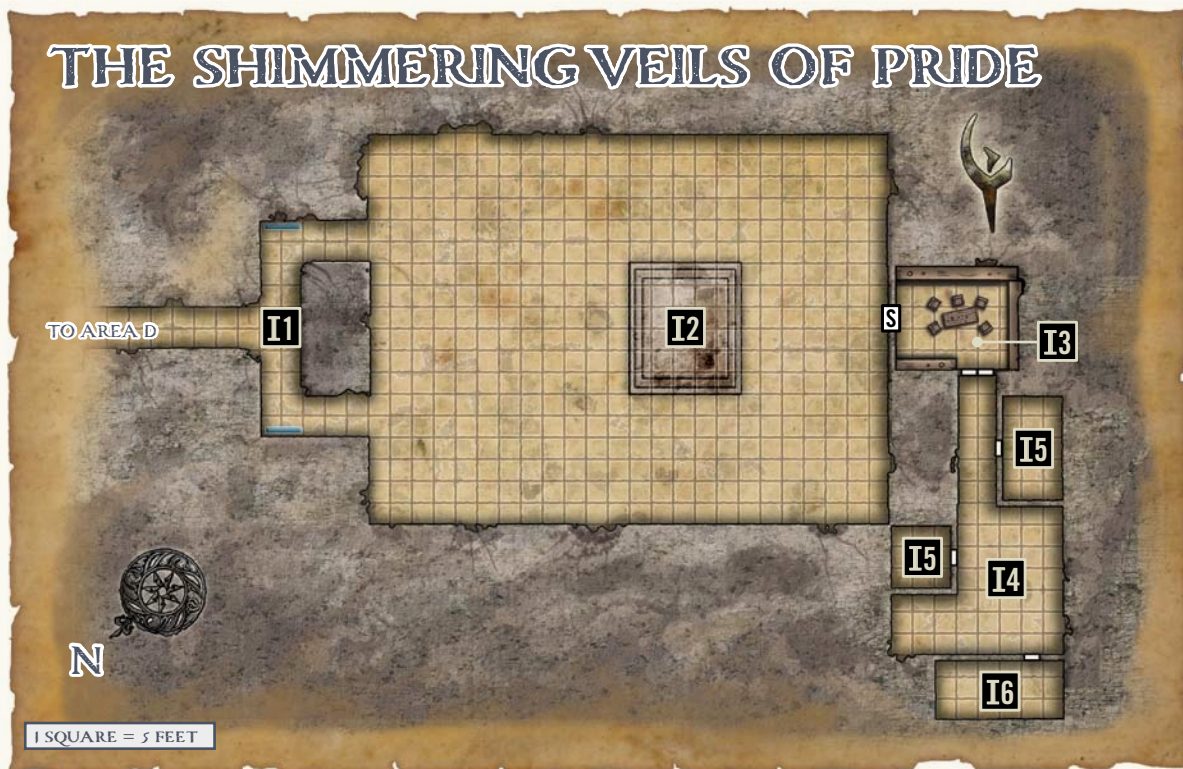 THE SHIMMERING VEILS OF PRIDE
S
TO AREA D
I1
I2
I3
I5
I5
I4
N
I6
1 SQUARE = 5 FEET